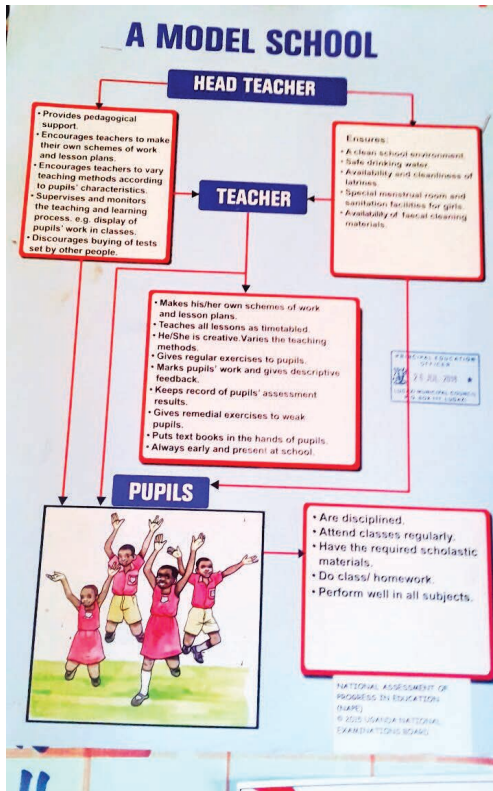 A MODEL SCHOOL
HEAD TEACHER
• Provides pedagogical
support.
• Encourages teachers to make
their own schemes of work
and lesson plans.
• Encourages teachers to vary
teaching methods according
to pupils' characteristics.
• Supervises and monitors
the teaching and learning
process. e.g. display of
pupils' work in classes.
• Discourages buying of tests
set by other people.
Ensures:
• A clean school environment
• Safe drinking water.
• Availability and cleanliness of
latrines.
• Special menstrual room and
sanitation facilities for girls.
• Availability of faecal cleaning
materials.
TEACHER
• Makes his/her own schemes of work
and lesson plans.
• Teaches all lessons as timetabled.
• He/She is creative.Varies the teaching
methods.
• Gives regular exercises to pupils.
• Marks pupils' work and gives descriptive
feedback.
• Keeps record of pupils' assessment
results.
• Gives remedial exercises to weak
pupils.
• Puts text books in the hands of pupils.
• Always early and present at school.
PRINCIPAL EDUCATION
OFFICER
MUNICIPAL COUNCIL
PUPILS
• Are disciplined.
• Attend classes regularly.
• Have the required scholastic
materials.
• Do class/ homework.
• Perform well in all subjects.
NATIONAL ASSESSMENT OF
PROGRESS IN EDUCATION
(NAPE)
© 2015 UGANDA NATIONAL
EXAMINATIONS BOARD